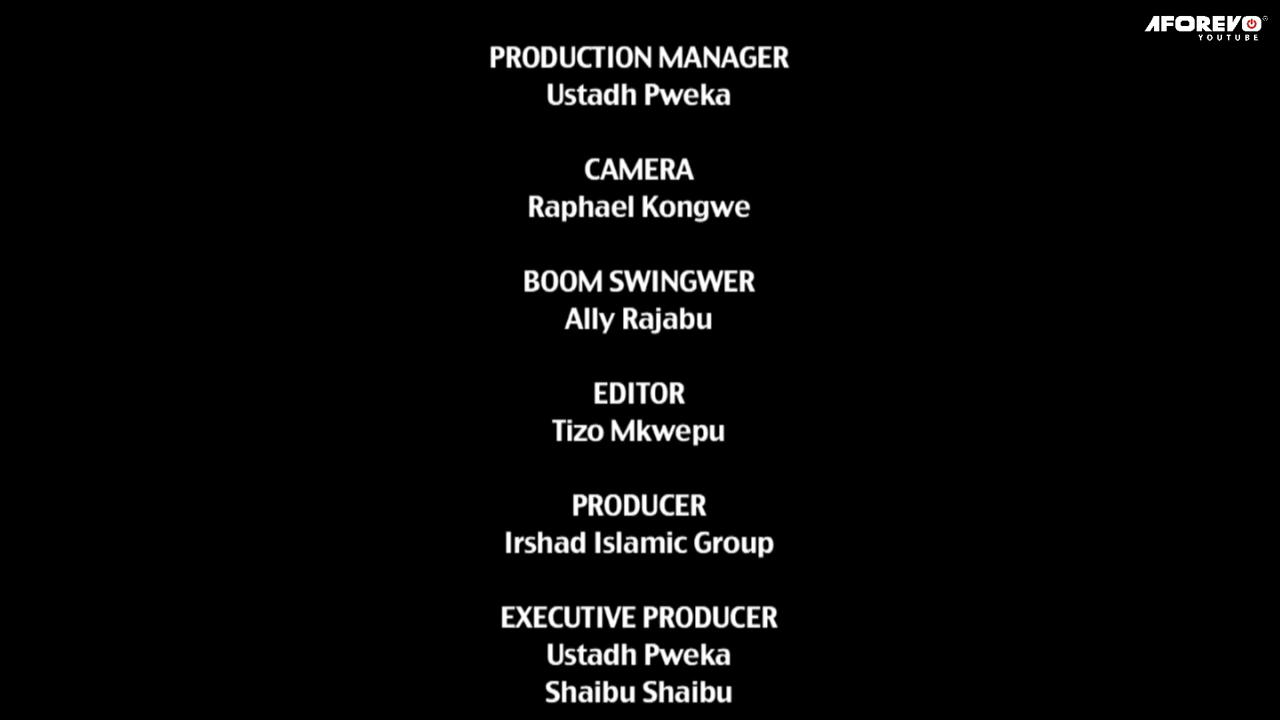 AFOREVO
YOUTUBE
PRODUCTION MANAGER
Ustadh Pweka
CAMERA
Raphael Kongwe
BOOM SWINGWER
Ally Rajabu
EDITOR
Tizo Mkwepu
PRODUCER
Irshad Islamic Group
EXECUTIVE PRODUCER
Ustadh Pweka
Shaibu Shaibu